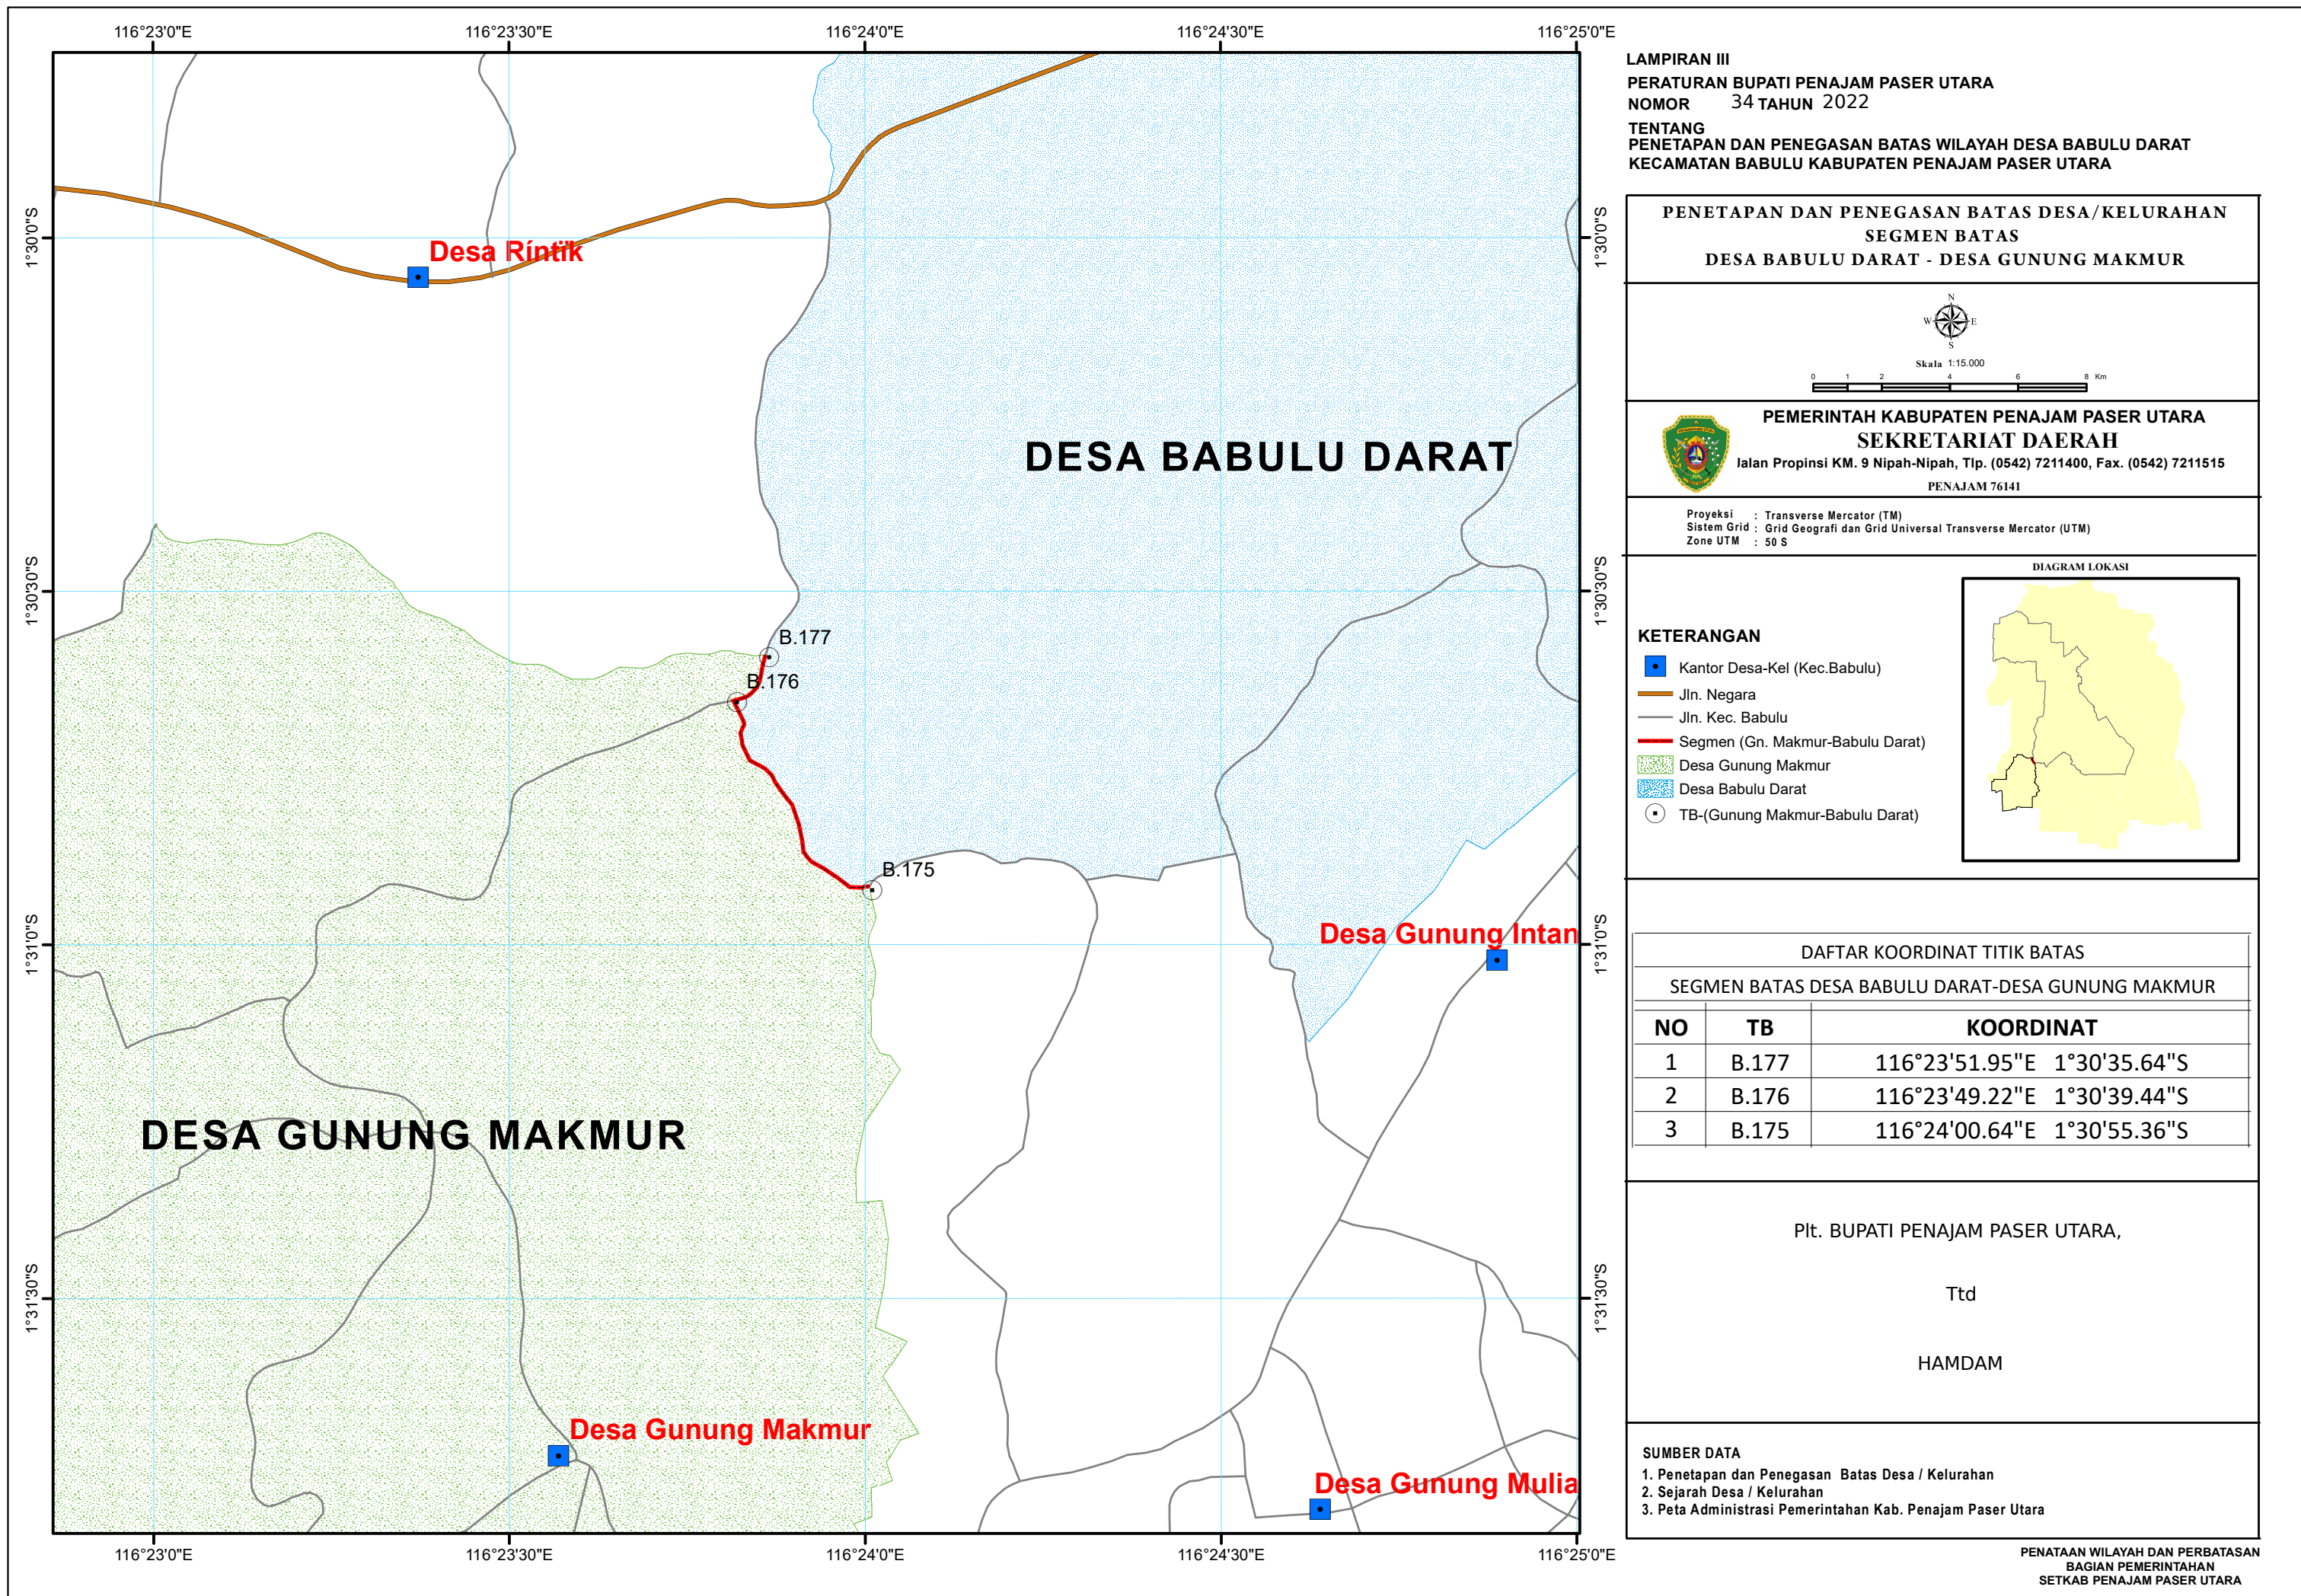 116°23'0"E
116°23'30"E
116°24'0"E
116°24'30"E
116°25'0"E
1°30'0"S
1°30'0"S
1°30'30"S
1°30'30"S
1°31'0"S
1°31'0"S
1°31'30"S
1°31'30"S
Desa Rintik
DESA BABULU DARAT
B.177
B.176
B.175
Desa Gunung Intan
DESA GUNUNG MAKMUR
Desa Gunung Makmur
Desa Gunung Mulia
116°23'0"E
116°23'30"E
116°24'0"E
116°24'30"E
116°25'0"E
LAMPIRAN III
PERATURAN BUPATI PENAJAM PASER UTARA
NOMOR 34 TAHUN 2022
TENTANG
PENETAPAN DAN PENEGASAN BATAS WILAYAH DESA BABULU DARAT
KECAMATAN BABULU KABUPATEN PENAJAM PASER UTARA
PENETAPAN DAN PENEGASAN BATAS DESA/KELURAHAN
SEGMEN BATAS
DESA BABULU DARAT - DESA GUNUNG MAKMUR
N
W E
S
Skala 1:15.000
0 1 2 4 6 8 Km
PEMERINTAH KABUPATEN PENAJAM PASER UTARA
SEKRETARIAT DAERAH
Jalan Propinsi KM. 9 Nipah-Nipah, Tlp. (0542) 7211400, Fax. (0542) 7211515
PENAJAM 76141
Proyeksi : Transverse Mercator (TM)
Sistem Grid : Grid Geografi dan Grid Universal Transverse Mercator (UTM)
Zone UTM : 50 S
DIAGRAM LOKASI
KETERANGAN
Kantor Desa-Kel (Kec.Babulu)
Jln. Negara
Jln. Kec. Babulu
Segmen (Gn. Makmur-Babulu Darat)
Desa Gunung Makmur
Desa Babulu Darat
TB-(Gunung Makmur-Babulu Darat)
DAFTAR KOORDINAT TITIK BATAS
SEGMEN BATAS DESA BABULU DARAT-DESA GUNUNG MAKMUR
NO TB KOORDINAT
1 B.177 116°23'51.95"E 1°30'35.64"S
2 B.176 116°23'49.22"E 1°30'39.44"S
3 B.175 116°24'00.64"E 1°30'55.36"S
Plt. BUPATI PENAJAM PASER UTARA,
Ttd
HAMDAM
SUMBER DATA
1. Penetapan dan Penegasan Batas Desa / Kelurahan
2. Sejarah Desa / Kelurahan
3. Peta Administrasi Pemerintahan Kab. Penajam Paser Utara
PENATAAN WILAYAH DAN PERBATASAN
BAGIAN PEMERINTAHAN
SETKAB PENAJAM PASER UTARA